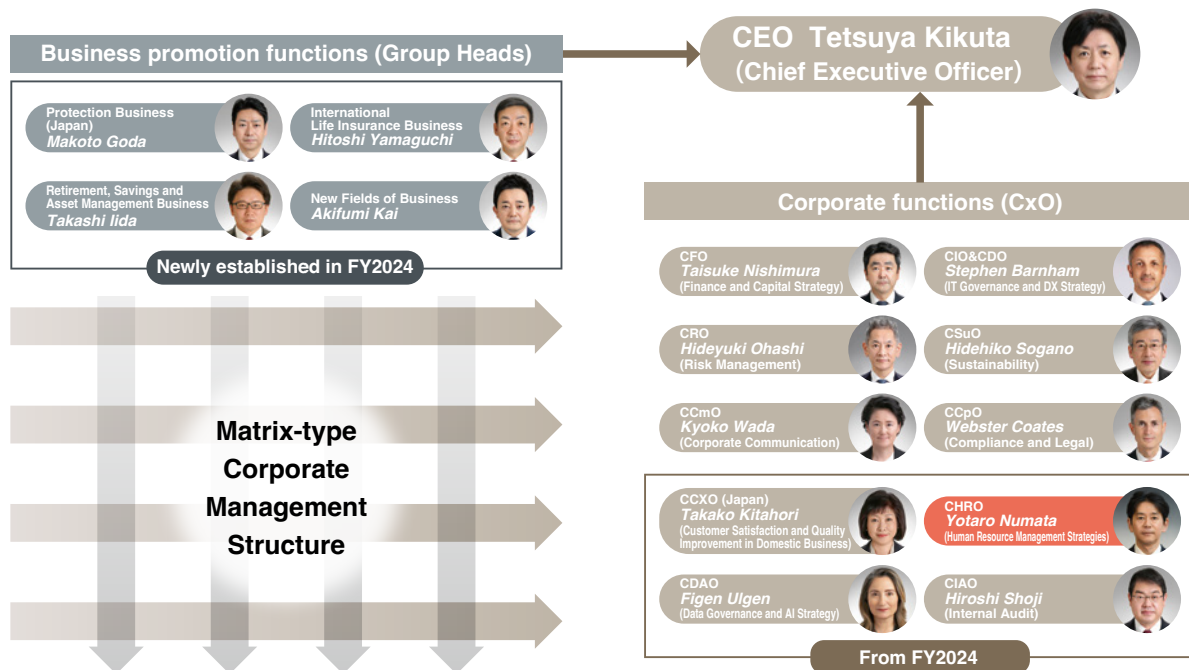 Business promotion functions (Group Heads)
CEO Tetsuya Kikuta
(Chief Executive Officer)
Protection Business
(Japan)
Makoto Goda
International
Life Insurance Business
Hitoshi Yamaguchi
Retirement, Savings and
Asset Management Business
Takashi Iida
New Fields of Business
Akifumi Kai
Newly established in FY2024
Matrix-type
Corporate
Management
Structure
Corporate functions (CxO)
CFO
Taisuke Nishimura
(Finance and Capital Strategy)
CIO&CDO
Stephen Barnham
(IT Governance and DX Strategy)
CRO
Hideyuki Ohashi
(Risk Management)
CSuO
Hidehiko Sogano
(Sustainability)
CCmO
Kyoko Wada
(Corporate Communication)
CCpO
Webster Coates
(Compliance and Legal)
CCXO (Japan)
Takako Kitahori
(Customer Satisfaction and Quality
Improvement in Domestic Business)
CHRO
Yotaro Numata
(Human Resource Management Strategies)
CDAO
Figen Ulgen
(Data Governance and AI Strategy)
CIAO
Hiroshi Shoji
(Internal Audit)
From FY2024